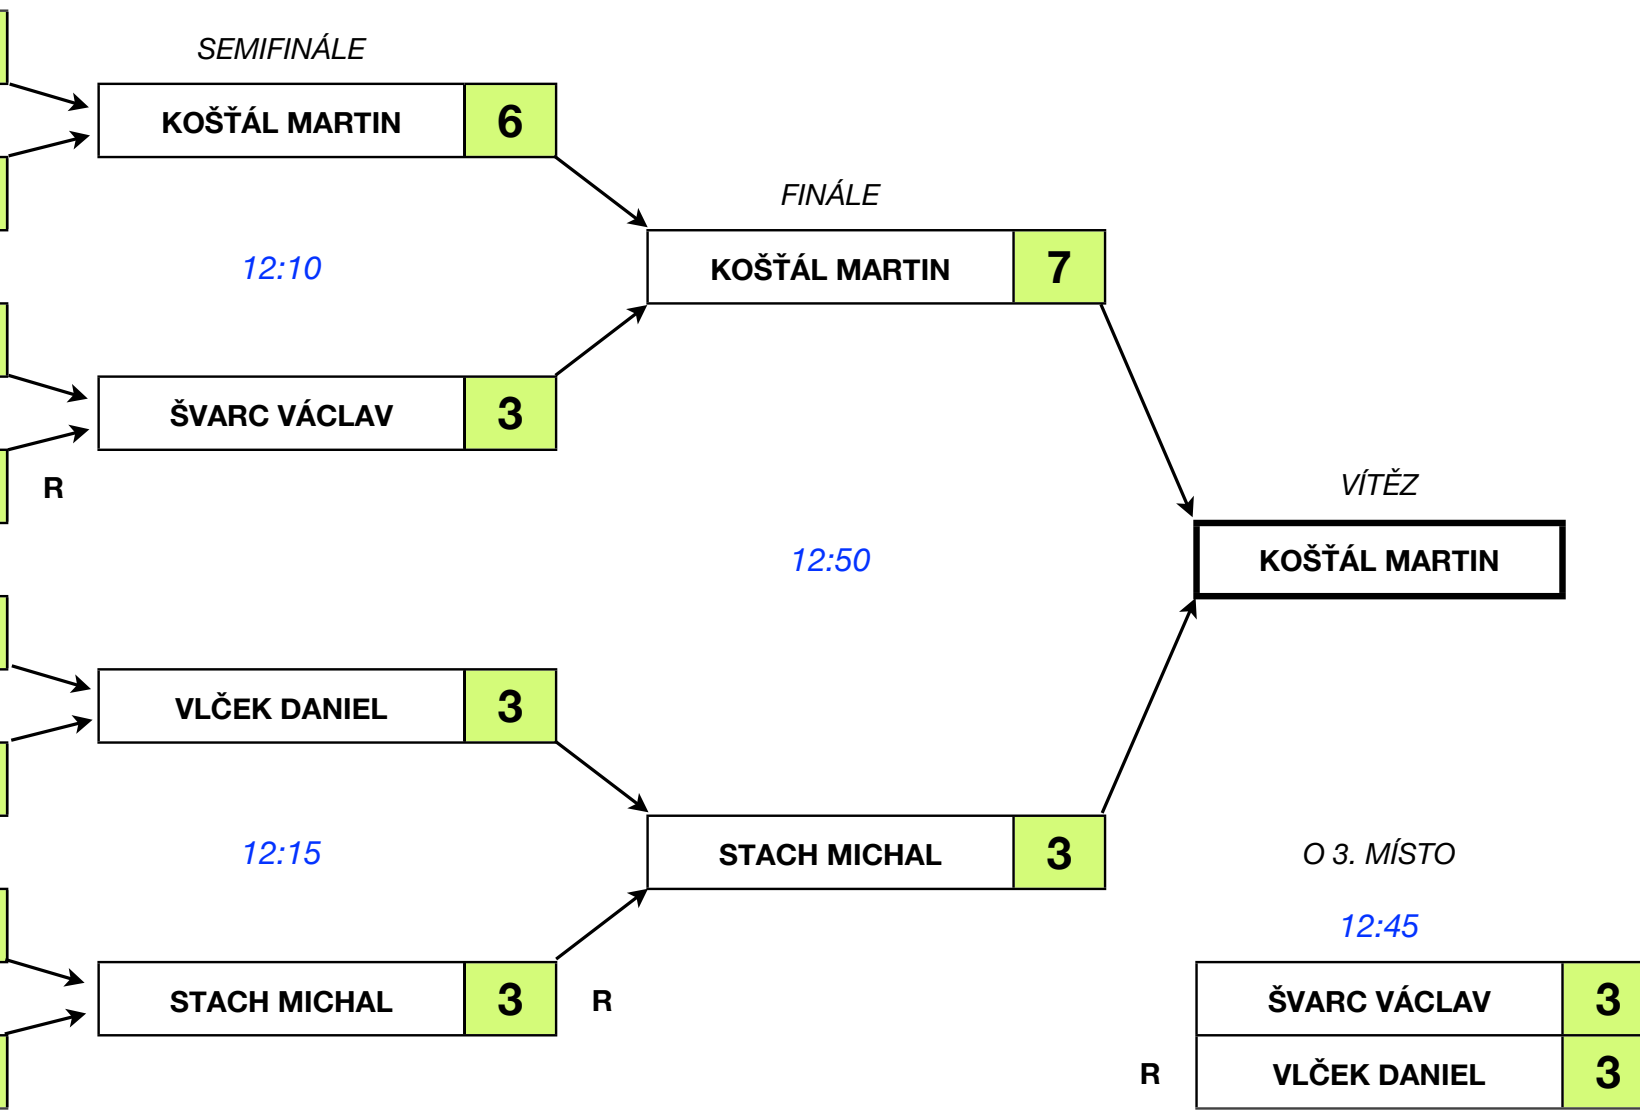 SEMIFINÁLE
KOŠŤÁL MARTIN 6
FINÁLE
12:10
KOŠŤÁL MARTIN 7
ŠVARC VÁCLAV 3
R
VÍTĚZ
12:50
KOŠŤÁL MARTIN
VLČEK DANIEL 3
12:15
STACH MICHAL 3
O 3. MÍSTO
12:45
STACH MICHAL 3 R
ŠVARC VÁCLAV 3
R VLČEK DANIEL 3